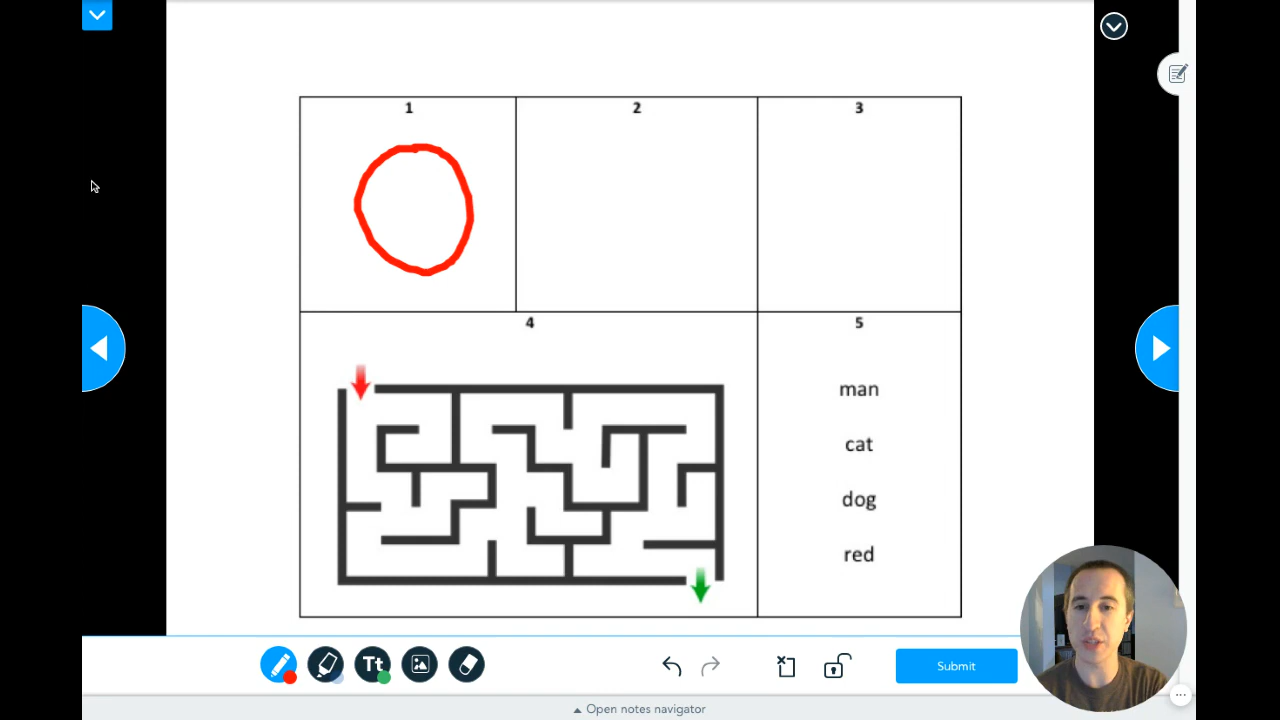 1
2
3
4
5
man
cat
dog
red
Tt
Submit
Open notes navigator